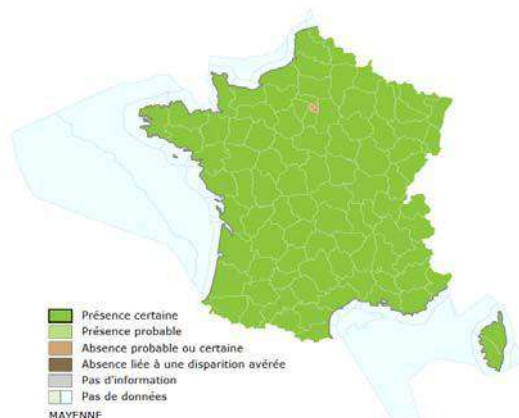 Présence certaine
Présence probable
Absence probable ou certaine
Absence liée à une disparition avérée
Pas d'information
Pas de données
MAYENNE